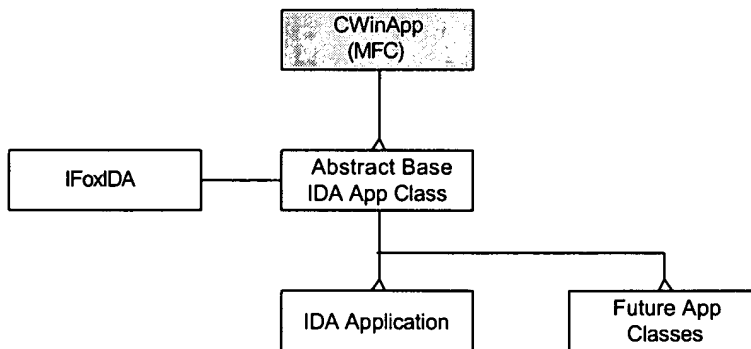 CWinApp
(MFC)
IFoxIDA
Abstract Base
IDA App Class
IDA Application
Future App
Classes